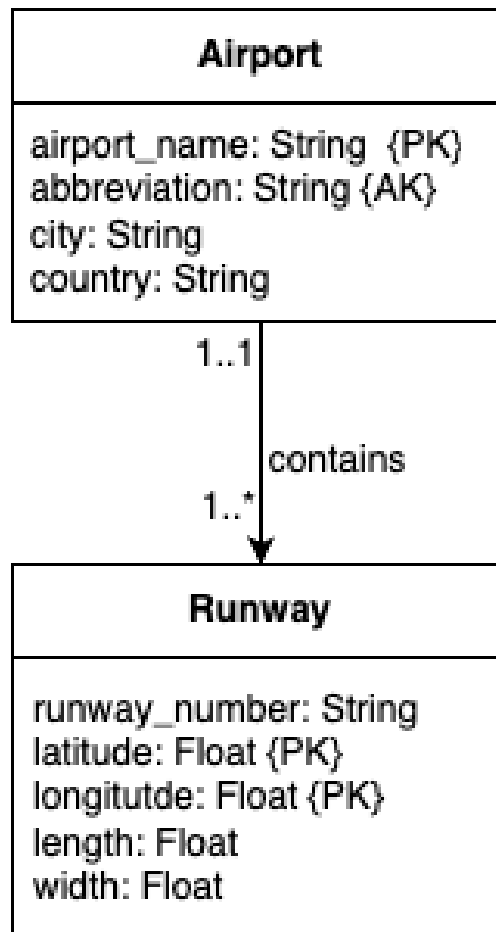 Airport
airport_name: String {PK}
abbreviation: String {AK}
city: String
country: String
1..1
contains
1..*
Runway
runway_number: String
latitude: Float {PK}
longitutde: Float {PK}
length: Float
width: Float